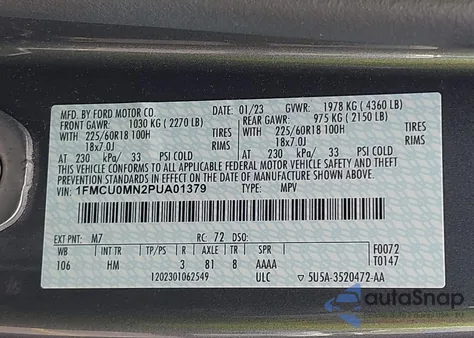 MFD. BY FORD MOTOR CO. 01/23 GVWR: 1978 KG (4360 LB)
FRONT GAWR: 1030 KG (2270 LB) REAR GAWR: 975 KG (2150 LB)
225/60R18 100H TIRES 225/60R18 100H TIRES
18x7.0J RIMS 18x7.0J RIMS
AT 230 kPa/ 33 PSI COLD AT 230 kPa/ 33 PSI COLD
THIS VEHICLE CONFORMS TO ALL APPLICABLE FEDERAL MOTOR VEHICLE SAFETY, BUMPER, AND THEFT
PREVENTION STANDARDS IN EFFECT ON THE DATE OF MANUFACTURE SHOWN ABOVE.
VIN: 1FMCU0MN2PUA01379 TYPE: MPV
EXT PNT: M7 RC: 72 DSO: F0072
WB INT TR TP/PS R AXLE TR SPR T0147
106 HM 3 81 8 AAAA
1202301062549 ULC ▽ 5U5A-3520472-AA
autoSnap